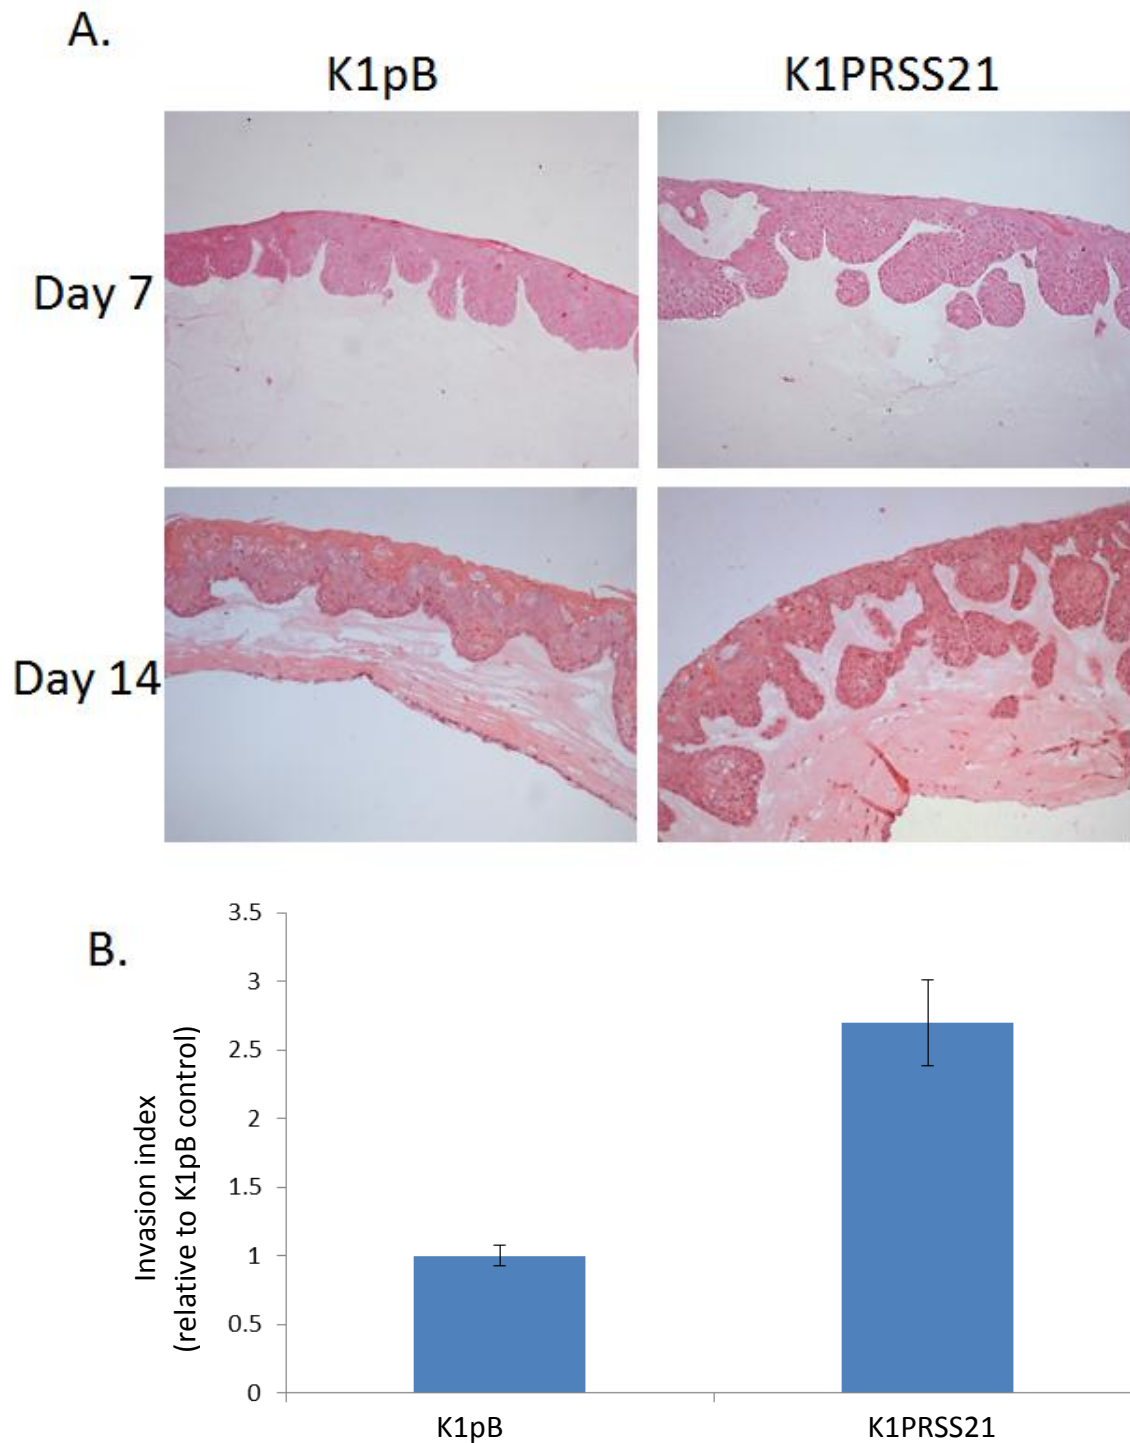 A.
K1pB
K1PRSS21
Day 7
Day 14
B.
Invasion index
(relative to K1pB control)
3.5
3
2.5
2
1.5
1
0.5
0
K1pB
K1PRSS21